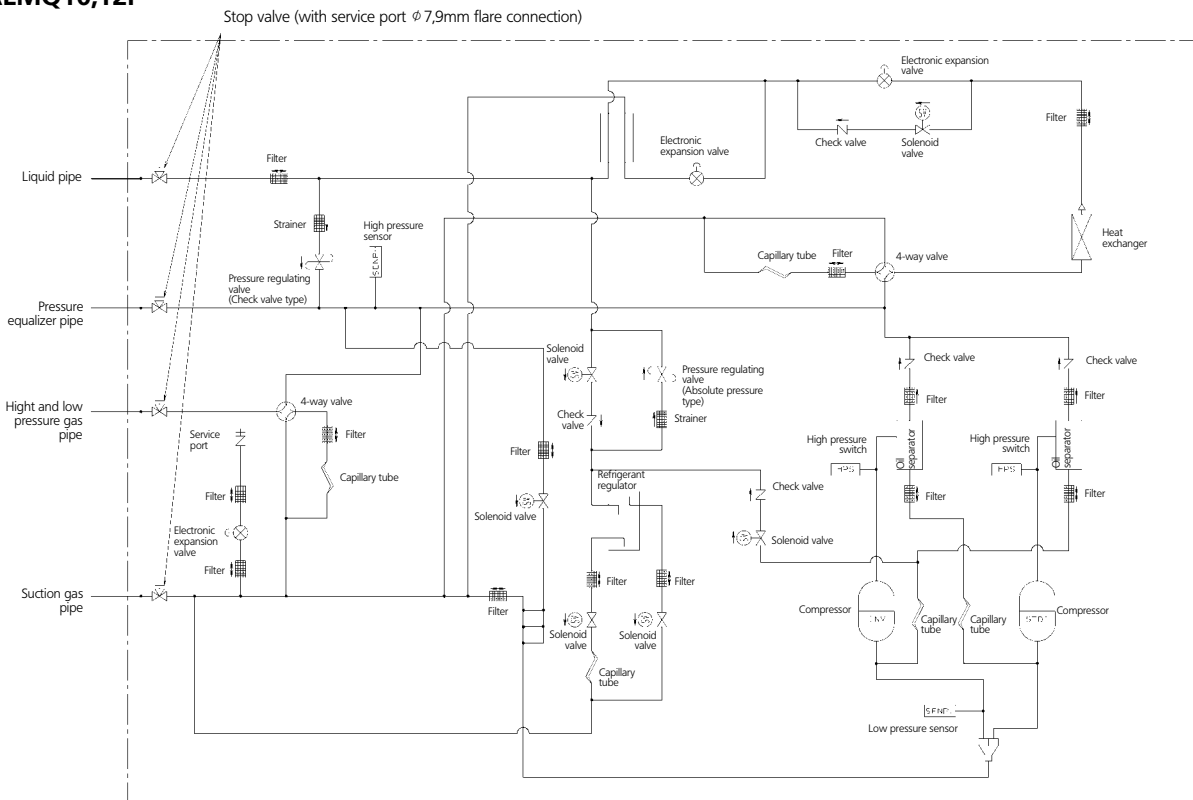 Stop valve (with service port φ7,9mm flare connection)
Electronic expansion
valve
Filter
Check valve
Solenoid
valve
Electronic
expansion valve
Filter
Liquid pipe
Strainer
High pressure
sensor
Heat
exchanger
Capillary tube
Filter
4-way valve
Pressure regulating
valve
(Check valve type)
Pressure
equalizer pipe
Solenoid
valve
Pressure regulating
valve
(Absolute pressure
type)
Check valve
Check valve
Filter
Filter
Hight and low
pressure gas
pipe
4-way valve
Check
valve
Strainer
Service
port
Filter
High pressure
switch
HPS
Oil
separator
High pressure
switch
HPS
Oil
separator
Filter
Capillary tube
Refrigerant
regulator
Check valve
Filter
Filter
Filter
Solenoid valve
Electronic
expansion
valve
Solenoid valve
Filter
Filter
Filter
Suction gas
pipe
Filter
Compressor
INV
Capillary
tube
Capillary
tube
STD1
Compressor
Solenoid
valve
Solenoid
valve
Capillary
tube
SENPL
Low pressure sensor